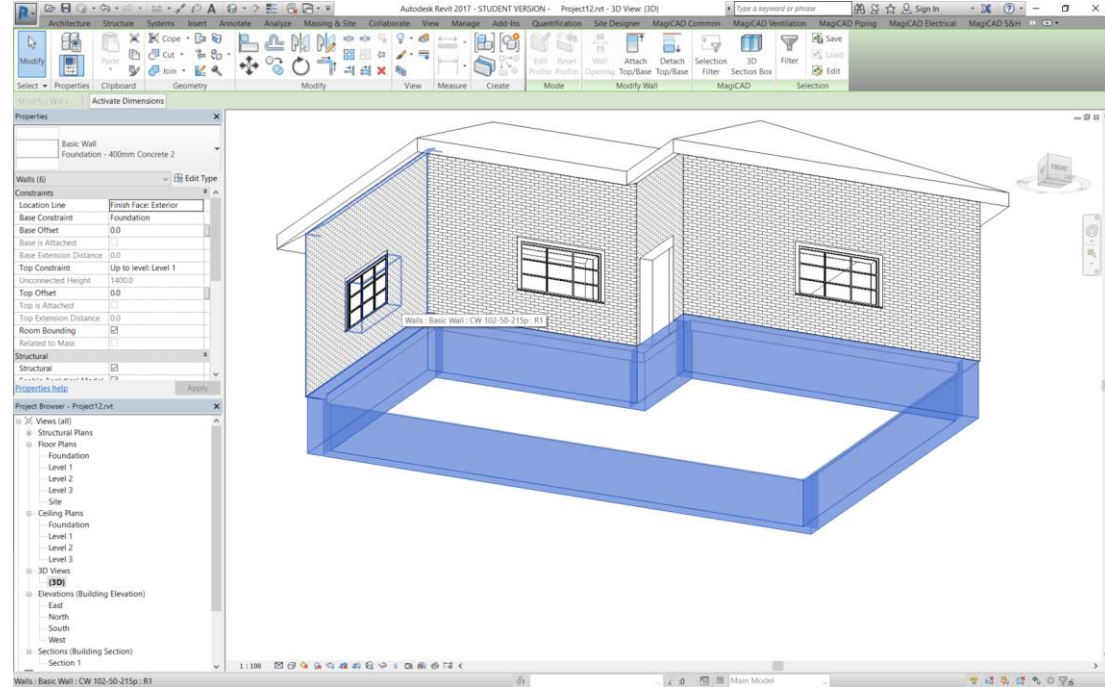 Autodesk Revit 2017 - STUDENT VERSION - Project12.rvt - 3D View: {3D}
Type a keyword or phrase
Sign In
Architecture Structure Systems Insert Annotate Analyze Massing & Site Collaborate View Manage Add-Ins Quantification Site Designer MagiCAD Common MagiCAD Ventilation MagiCAD Piping MagiCAD Electrical MagiCAD S&H
Modify
Paste
Cope
Cut
Join
Edit Profile
Reset Profile
Wall Opening
Attach Top/Base
Detach Top/Base
Selection Filter
3D Section Box
Filter
Save
Load
Edit
Select Properties Clipboard Geometry Modify View Measure Create Mode Modify Wall MagiCAD Selection
Modify | Walls Activate Dimensions
Properties
Basic Wall
Foundation - 400mm Concrete 2
Walls (6) Edit Type
Constraints
Location Line Finish Face: Exterior
Base Constraint Foundation
Base Offset 0.0
Base is Attached
Base Extension Distance 0.0
Top Constraint Up to level: Level 1
Unconnected Height 1400.0
Top Offset 0.0
Top is Attached
Top Extension Distance 0.0
Room Bounding
Related to Mass
Structural
Structural
Enable Analytical Model
Properties help Apply
Project Browser - Project12.rvt
Views (all)
Structural Plans
Floor Plans
Foundation
Level 1
Level 2
Level 3
Site
Ceiling Plans
Foundation
Level 1
Level 2
Level 3
3D Views
{3D}
Elevations (Building Elevation)
East
North
South
West
Sections (Building Section)
Section 1
FRONT
Walls : Basic Wall : CW 102-50-215p : R1
1 : 100
Walls : Basic Wall : CW 102-50-215p : R1
:0
Main Model
:6